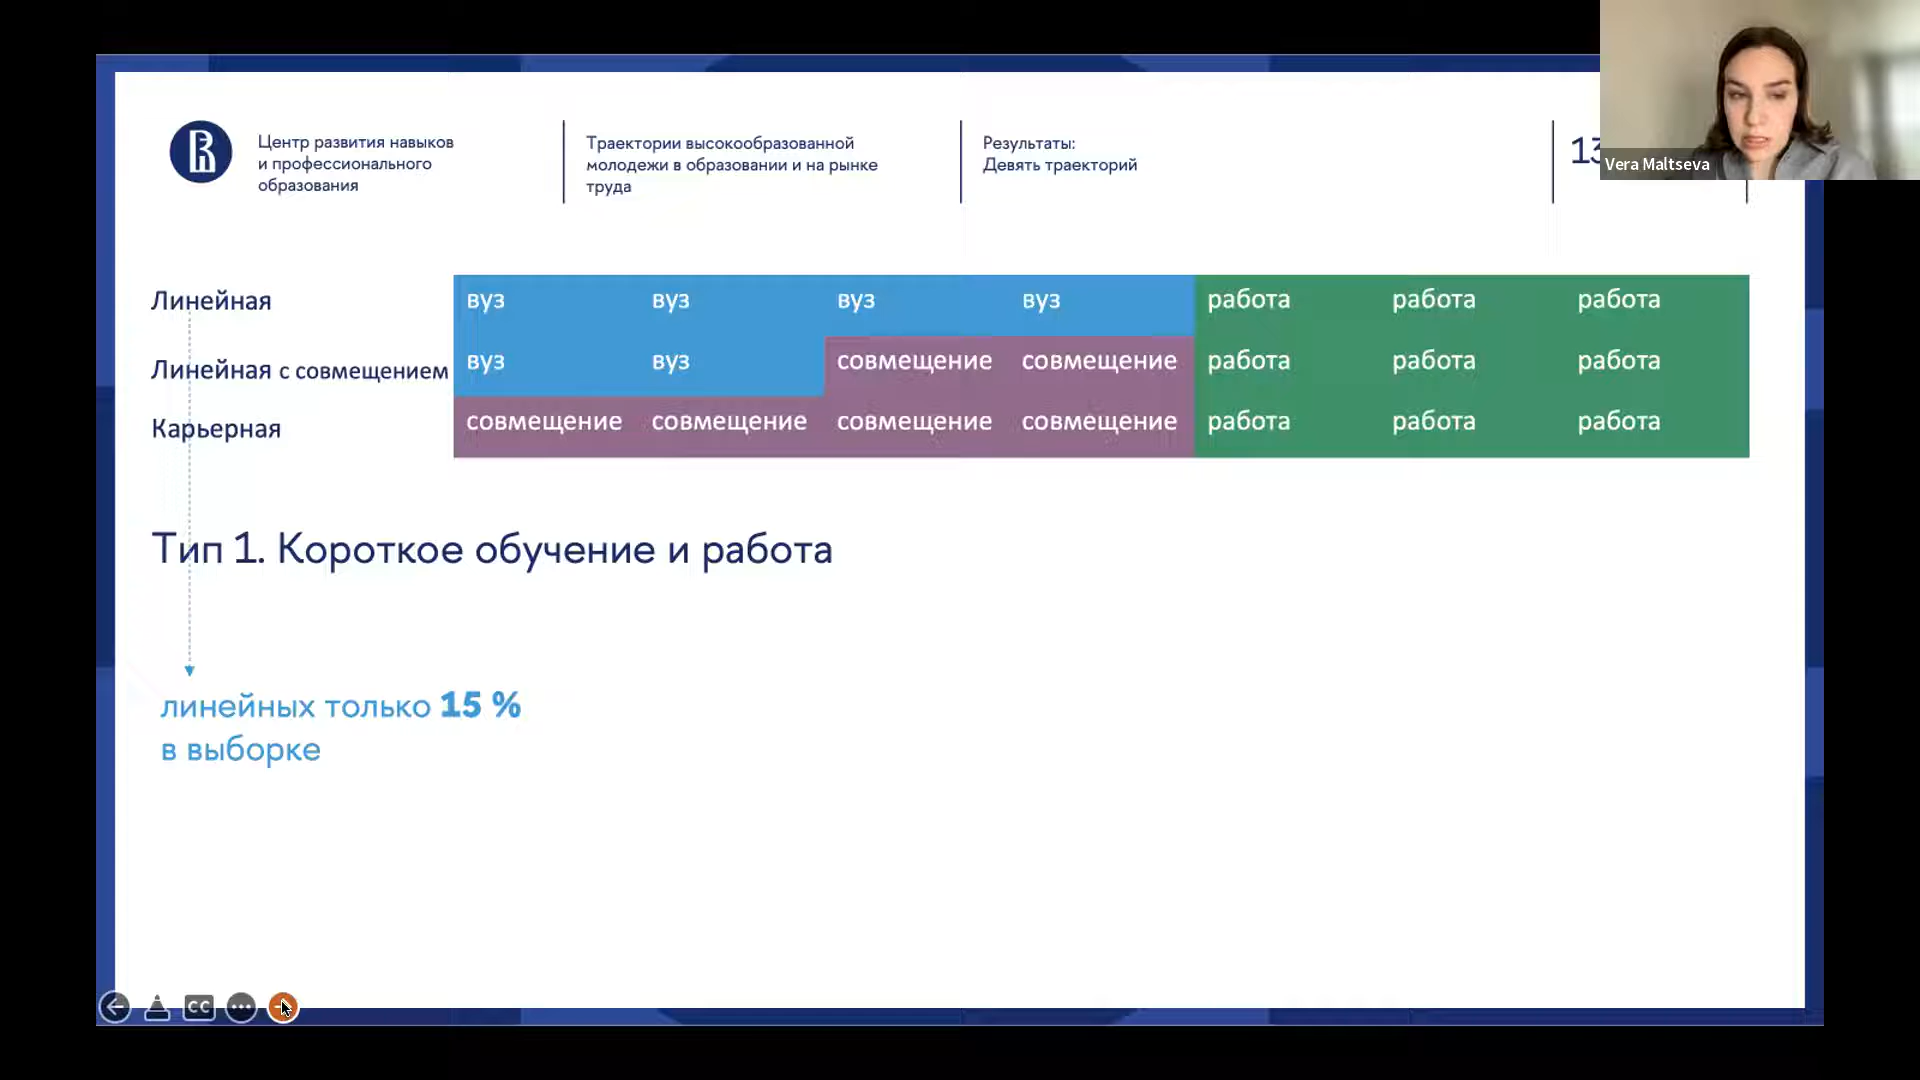 Центр развития навыков
и профессионального
образования
Траектории высокообразованной
молодежи в образовании и на рынке
труда
Результаты:
Девять траекторий
13
Vera Maltseva
Линейная вуз вуз вуз вуз работа работа работа
Линейная с совмещением вуз вуз совмещение совмещение работа работа работа
Карьерная совмещение совмещение совмещение совмещение работа работа работа
Тип 1. Короткое обучение и работа
линейных только 15 %
в выборке
CC